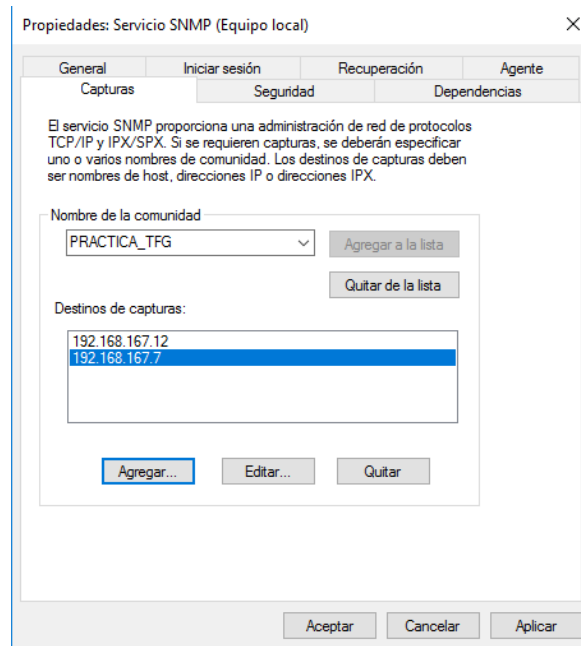 Propiedades: Servicio SNMP (Equipo local)
General Iniciar sesión Recuperación Agente
Capturas Seguridad Dependencias
El servicio SNMP proporciona una administración de red de protocolos
TCP/IP y IPX/SPX. Si se requieren capturas, se deberán especificar
uno o varios nombres de comunidad. Los destinos de capturas deben
ser nombres de host, direcciones IP o direcciones IPX.
Nombre de la comunidad
PRACTICA_TFG Agregar a la lista
Quitar de la lista
Destinos de capturas:
192.168.167.12
192.168.167.7
Agregar... Editar... Quitar
Aceptar Cancelar Aplicar